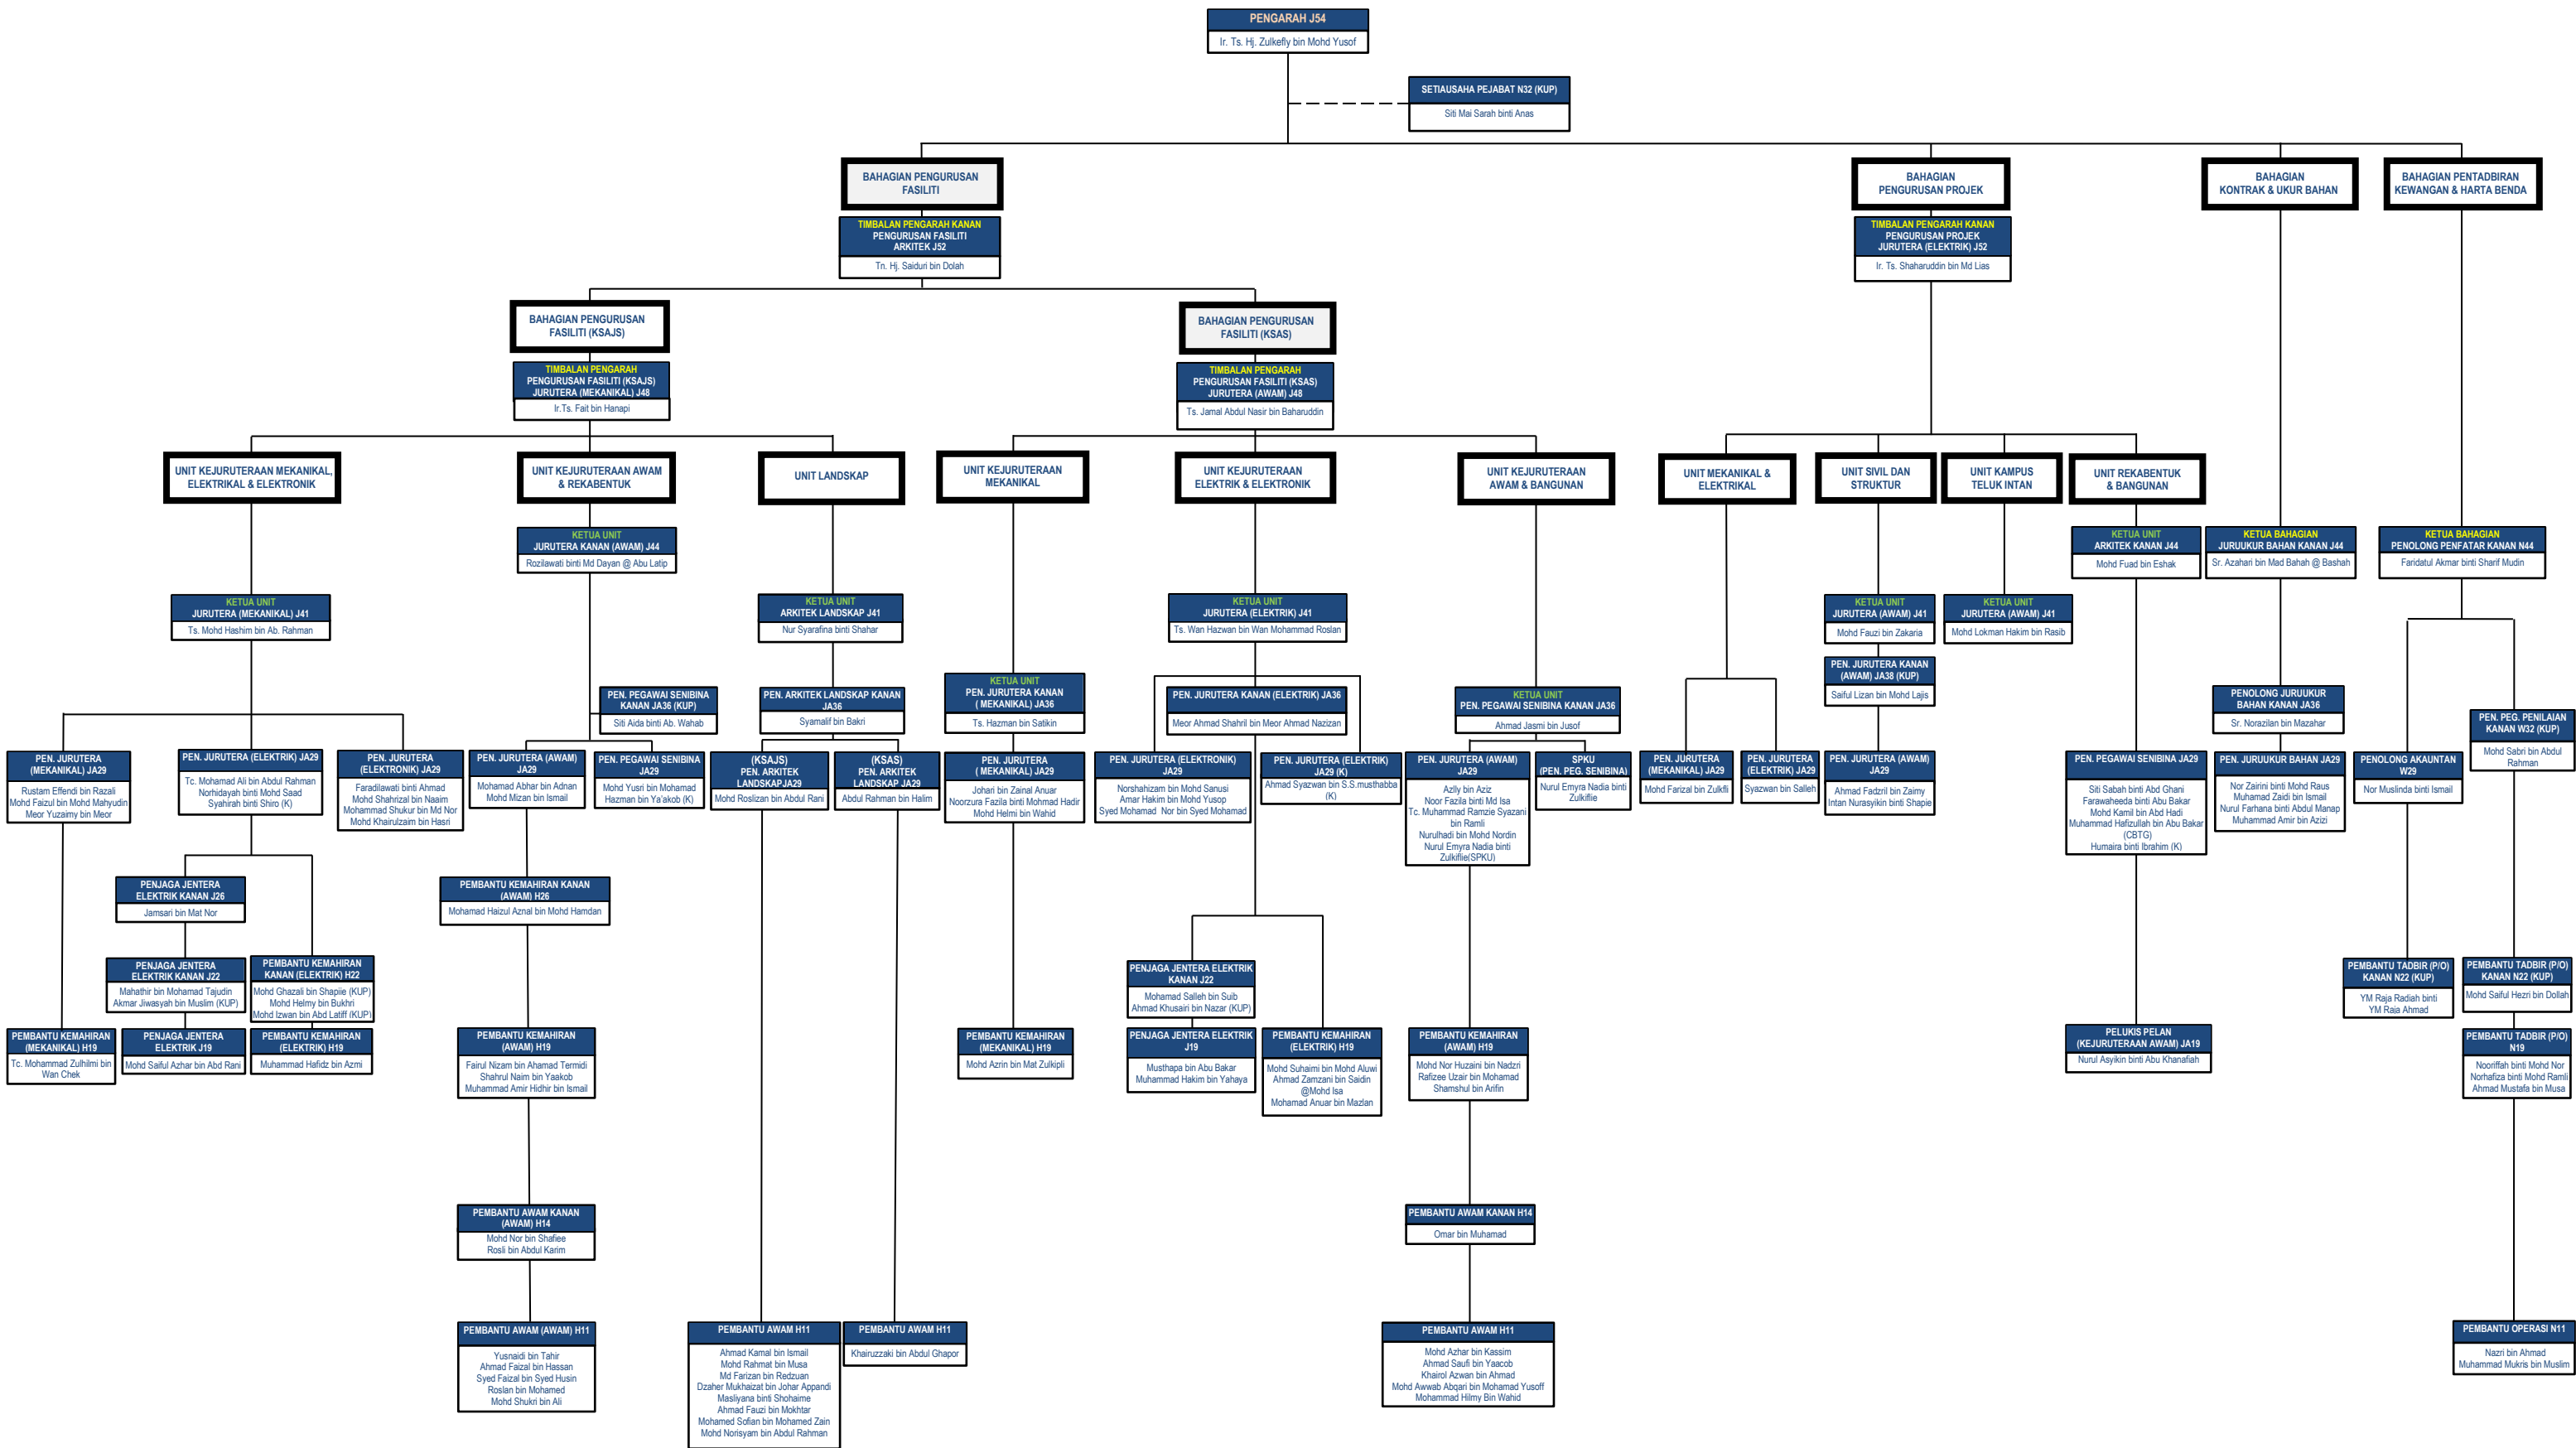 PENGARAH J54
Ir. Ts. Hj. Zulkefly bin Mohd Yusof
SETIAUSAHA PEJABAT N32 (KUP)
Siti Mai Sarah binti Anas
BAHAGIAN PENGURUSAN
FASILITI
BAHAGIAN
PENGURUSAN PROJEK
BAHAGIAN
KONTRAK & UKUR BAHAN
BAHAGIAN PENTADBIRAN
KEWANGAN & HARTA BENDA
TIMBALAN PENGARAH KANAN
PENGURUSAN FASILITI
ARKITEK J52
Tn. Hj. Saiduri bin Dolah
TIMBALAN PENGARAH KANAN
PENGURUSAN PROJEK
JURUTERA (ELEKTRIK) J52
Ir. Ts. Shaharuddin bin Md Lias
BAHAGIAN PENGURUSAN
FASILITI (KSAJS)
BAHAGIAN PENGURUSAN
FASILITI (KSAS)
TIMBALAN PENGARAH
PENGURUSAN FASILITI (KSAJS)
JURUTERA (MEKANIKAL) J48
Ir.Ts. Fait bin Hanapi
TIMBALAN PENGARAH
PENGURUSAN FASILITI (KSAS)
JURUTERA (AWAM) J48
Ts. Jamal Abdul Nasir bin Baharuddin
UNIT KEJURUTERAAN MEKANIKAL,
ELEKTRIKAL & ELEKTRONIK
UNIT KEJURUTERAAN AWAM
& REKABENTUK
UNIT LANDSKAP
UNIT KEJURUTERAAN
MEKANIKAL
UNIT KEJURUTERAAN
ELEKTRIK & ELEKTRONIK
UNIT KEJURUTERAAN
AWAM & BANGUNAN
UNIT MEKANIKAL &
ELEKTRIKAL
UNIT SIVIL DAN
STRUKTUR
UNIT KAMPUS
TELUK INTAN
UNIT REKABENTUK
& BANGUNAN
KETUA UNIT
JURUTERA KANAN (AWAM) J44
Rozilawati binti Md Dayan @ Abu Latip
KETUA UNIT
ARKITEK KANAN J44
Mohd Fuad bin Eshak
KETUA BAHAGIAN
JURUUKUR BAHAN KANAN J44
Sr. Azahari bin Mad Bahah @ Bashah
KETUA BAHAGIAN
PENOLONG PENFATAR KANAN N44
Faridatul Akmar binti Sharif Mudin
KETUA UNIT
JURUTERA (MEKANIKAL) J41
Ts. Mohd Hashim bin Ab. Rahman
KETUA UNIT
ARKITEK LANDSKAP J41
Nur Syarafina binti Shahar
KETUA UNIT
JURUTERA (ELEKTRIK) J41
Ts. Wan Hazwan bin Wan Mohammad Roslan
KETUA UNIT
JURUTERA (AWAM) J41
Mohd Fauzi bin Zakaria
KETUA UNIT
JURUTERA (AWAM) J41
Mohd Lokman Hakim bin Rasib
PEN. JURUTERA KANAN
(AWAM) JA38 (KUP)
Saiful Lizan bin Mohd Lajis
PEN. PEGAWAI SENIBINA
KANAN JA36 (KUP)
Siti Aida binti Ab. Wahab
PEN. ARKITEK LANDSKAP KANAN
JA36
Syamalif bin Bakri
KETUA UNIT
PEN. JURUTERA KANAN
( MEKANIKAL) JA36
Ts. Hazman bin Satikin
PEN. JURUTERA KANAN (ELEKTRIK) JA36
Meor Ahmad Shahril bin Meor Ahmad Nazizan
KETUA UNIT
PEN. PEGAWAI SENIBINA KANAN JA36
Ahmad Jasmi bin Jusof
PENOLONG JURUUKUR
BAHAN KANAN JA36
Sr. Norazilan bin Mazahar
PEN. PEG. PENILAIAN
KANAN W32 (KUP)
Mohd Sabri bin Abdul
Rahman
PEN. JURUTERA
(MEKANIKAL) JA29
Rustam Effendi bin Razali
Mohd Faizul bin Mohd Mahyudin
Meor Yuzaimy bin Meor
PEN. JURUTERA (ELEKTRIK) JA29
Tc. Mohamad Ali bin Abdul Rahman
Norhidayah binti Mohd Saad
Syahirah binti Shiro (K)
PEN. JURUTERA
(ELEKTRONIK) JA29
Faradilawati binti Ahmad
Mohd Shahrizal bin Naaim
Mohammad Shukur bin Md Nor
Mohd Khairulzaim bin Hasri
PEN. JURUTERA (AWAM)
JA29
Mohamad Abhar bin Adnan
Mohd Mizan bin Ismail
PEN. PEGAWAI SENIBINA
JA29
Mohd Yusri bin Mohamad
Hazman bin Ya'akob (K)
(KSAJS)
PEN. ARKITEK
LANDSKAPJA29
Mohd Roslizan bin Abdul Rani
(KSAS)
PEN. ARKITEK
LANDSKAP JA29
Abdul Rahman bin Halim
PEN. JURUTERA
( MEKANIKAL) JA29
Johari bin Zainal Anuar
Noorzura Fazila binti Mohmad Hadir
Mohd Helmi bin Wahid
PEN. JURUTERA (ELEKTRONIK)
JA29
Norshahizam bin Mohd Sanusi
Amar Hakim bin Mohd Yusop
Syed Mohamad Nor bin Syed Mohamad
PEN. JURUTERA (ELEKTRIK)
JA29 (K)
Ahmad Syazwan bin S.S.musthabba
(K)
PEN. JURUTERA (AWAM)
JA29
Azlly bin Aziz
Noor Fazila binti Md Isa
Tc. Muhammad Ramzie Syazani
bin Ramli
Nurulhadi bin Mohd Nordin
Nurul Emyra Nadia binti
Zulkiflie(SPKU)
SPKU
(PEN. PEG. SENIBINA)
Nurul Emyra Nadia binti
Zulkiflie
PEN. JURUTERA
(MEKANIKAL) JA29
Mohd Farizal bin Zulkfli
PEN. JURUTERA
(ELEKTRIK) JA29
Syazwan bin Salleh
PEN. JURUTERA (AWAM)
JA29
Ahmad Fadzril bin Zaimy
Intan Nurasyikin binti Shapie
PEN. PEGAWAI SENIBINA JA29
Siti Sabah binti Abd Ghani
Farawaheeda binti Abu Bakar
Mohd Kamil bin Abd Hadi
Muhammad Hafizullah bin Abu Bakar
(CBTG)
Humaira binti Ibrahim (K)
PEN. JURUUKUR BAHAN JA29
Nor Zairini binti Mohd Raus
Muhamad Zaidi bin Ismail
Nurul Farhana binti Abdul Manap
Muhammad Amir bin Azizi
PENOLONG AKAUNTAN
W29
Nor Muslinda binti Ismail
PENJAGA JENTERA
ELEKTRIK KANAN J26
Jamsari bin Mat Nor
PEMBANTU KEMAHIRAN KANAN
(AWAM) H26
Mohamad Haizul Aznal bin Mohd Hamdan
PENJAGA JENTERA
ELEKTRIK KANAN J22
Mahathir bin Mohamad Tajudin
Akmar Jiwasyah bin Muslim (KUP)
PEMBANTU KEMAHIRAN
KANAN (ELEKTRIK) H22
Mohd Ghazali bin Shapiie (KUP)
Mohd Helmy bin Bukhri
Mohd Izwan bin Abd Latiff (KUP)
PENJAGA JENTERA ELEKTRIK
KANAN J22
Mohamad Salleh bin Suib
Ahmad Khusairi bin Nazar (KUP)
PEMBANTU TADBIR (P/O)
KANAN N22 (KUP)
YM Raja Radiah binti
YM Raja Ahmad
PEMBANTU TADBIR (P/O)
KANAN N22 (KUP)
Mohd Saiful Hezri bin Dollah
PEMBANTU KEMAHIRAN
(MEKANIKAL) H19
Tc. Mohammad Zulhilmi bin
Wan Chek
PENJAGA JENTERA
ELEKTRIK J19
Mohd Saiful Azhar bin Abd Rani
PEMBANTU KEMAHIRAN
(ELEKTRIK) H19
Muhammad Hafidz bin Azmi
PEMBANTU KEMAHIRAN
(AWAM) H19
Fairul Nizam bin Ahamad Termidi
Shahrul Naim bin Yaakob
Muhammad Amir Hidhir bin Ismail
PEMBANTU KEMAHIRAN
(MEKANIKAL) H19
Mohd Azrin bin Mat Zulkipli
PENJAGA JENTERA ELEKTRIK
J19
Musthapa bin Abu Bakar
Muhammad Hakim bin Yahaya
PEMBANTU KEMAHIRAN
(ELEKTRIK) H19
Mohd Suhaimi bin Mohd Aluwi
Ahmad Zamzani bin Saidin
@Mohd Isa
Mohamad Anuar bin Mazlan
PEMBANTU KEMAHIRAN
(AWAM) H19
Mohd Nor Huzaini bin Nadzri
Rafizee Uzair bin Mohamad
Shamshul bin Arifin
PELUKIS PELAN
(KEJURUTERAAN AWAM) JA19
Nurul Asyikin binti Abu Khanafiah
PEMBANTU TADBIR (P/O)
N19
Nooriffah binti Mohd Nor
Norhafiza binti Mohd Ramli
Ahmad Mustafa bin Musa
PEMBANTU AWAM KANAN
(AWAM) H14
Mohd Nor bin Shafiee
Rosli bin Abdul Karim
PEMBANTU AWAM KANAN H14
Omar bin Muhamad
PEMBANTU AWAM (AWAM) H11
Yusnaidi bin Tahir
Ahmad Faizal bin Hassan
Syed Faizal bin Syed Husin
Roslan bin Mohamed
Mohd Shukri bin Ali
PEMBANTU AWAM H11
Ahmad Kamal bin Ismail
Mohd Rahmat bin Musa
Md Farizan bin Redzuan
Dzaher Mukhaizat bin Johar Appandi
Masliyana binti Shohaime
Ahmad Fauzi bin Mokhtar
Mohamed Sofian bin Mohamed Zain
Mohd Norisyam bin Abdul Rahman
PEMBANTU AWAM H11
Khairuzzaki bin Abdul Ghapor
PEMBANTU AWAM H11
Mohd Azhar bin Kassim
Ahmad Saufi bin Yaacob
Khairol Azwan bin Ahmad
Mohd Awwab Abqari bin Mohamad Yusoff
Mohammad Hilmy Bin Wahid
PEMBANTU OPERASI N11
Nazri bin Ahmad
Muhammad Mukris bin Muslim